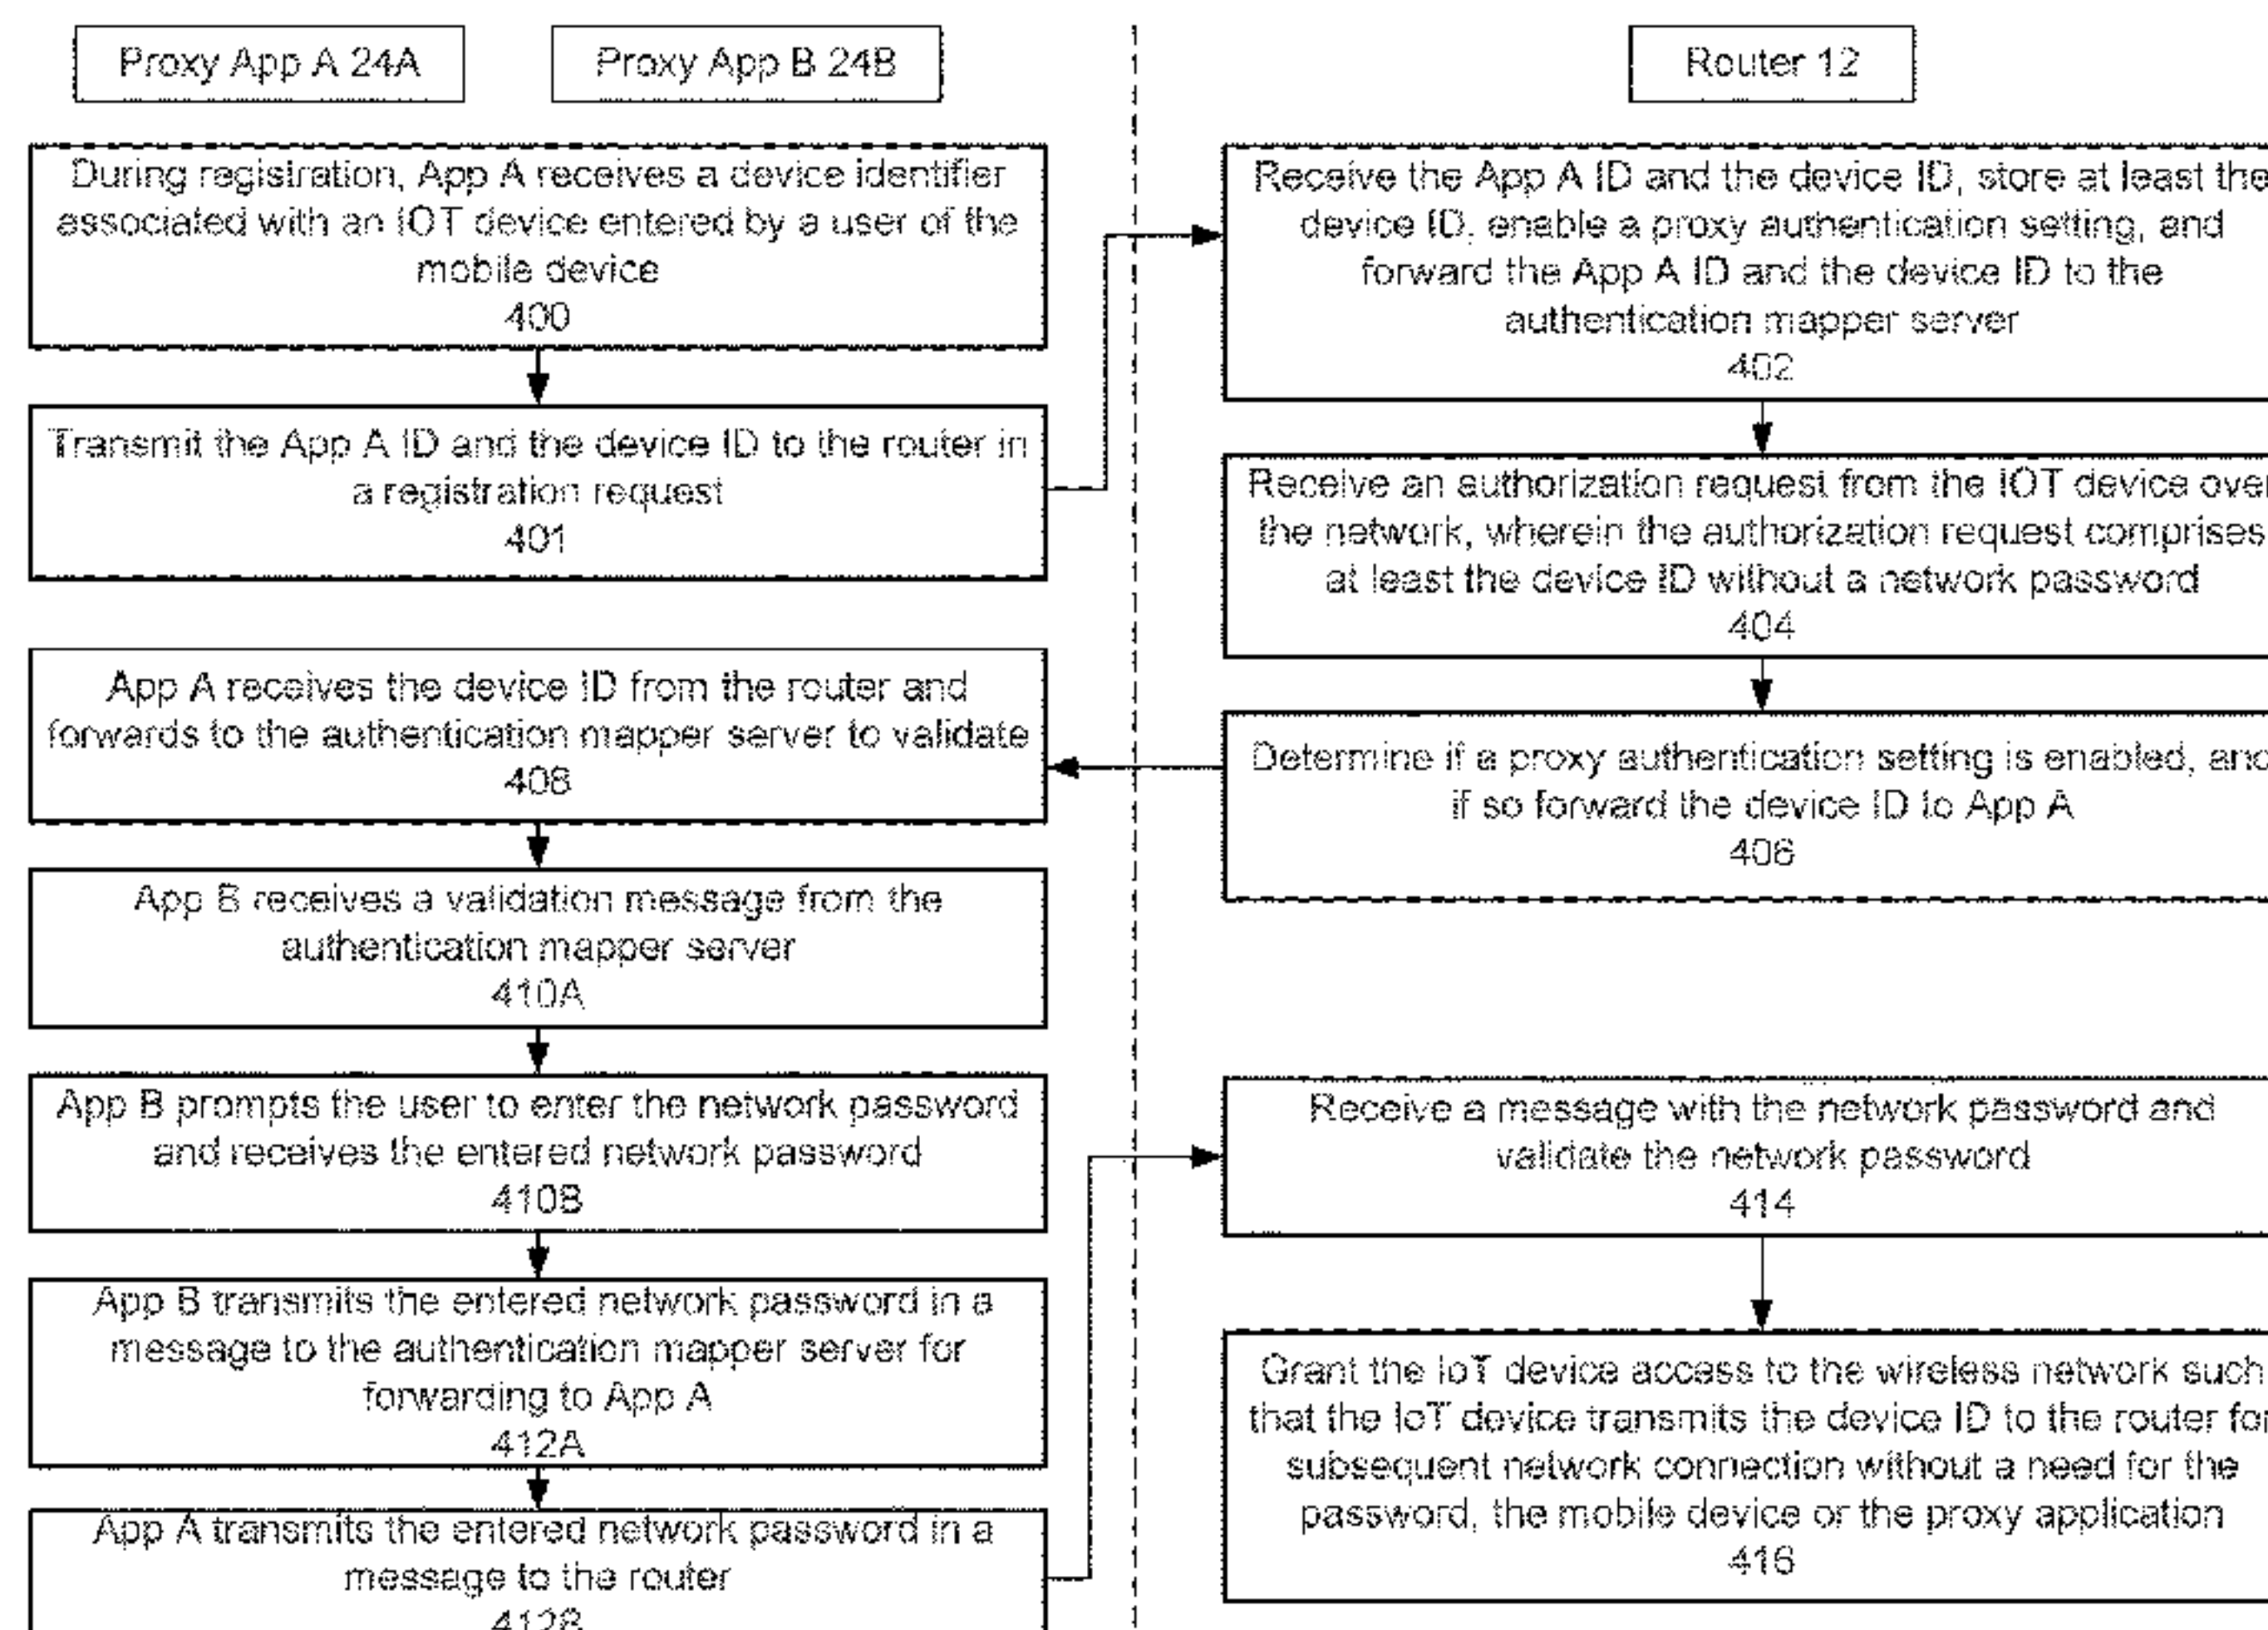 Proxy App A 24A
Proxy App B 24B
Router 12
During registration, App A receives a device identifier
associated with an IOT device entered by a user of the
mobile device
400
Transmit the App A ID and the device ID to the router in
a registration request
401
App A receives the device ID from the router and
forwards to the authentication mapper server to validate
408
App B receives a validation message from the
authentication mapper server
410A
App B prompts the user to enter the network password
and receives the entered network password
410B
App B transmits the entered network password in a
message to the authentication mapper server for
forwarding to App A
412A
App A transmits the entered network password in a
message to the router
412B
Receive the App A ID and the device ID, store at least the
device ID, enable a proxy authentication setting, and
forward the App A ID and the device ID to the
authentication mapper server
402
Receive an authorization request from the IOT device over
the network, wherein the authorization request comprises
at least the device ID without a network password
404
Determine if a proxy authentication setting is enabled, and
if so forward the device ID to App A
406
Receive a message with the network password and
validate the network password
414
Grant the IoT device access to the wireless network such
that the IoT device transmits the device ID to the router for
subsequent network connection without a need for the
password, the mobile device or the proxy application
416